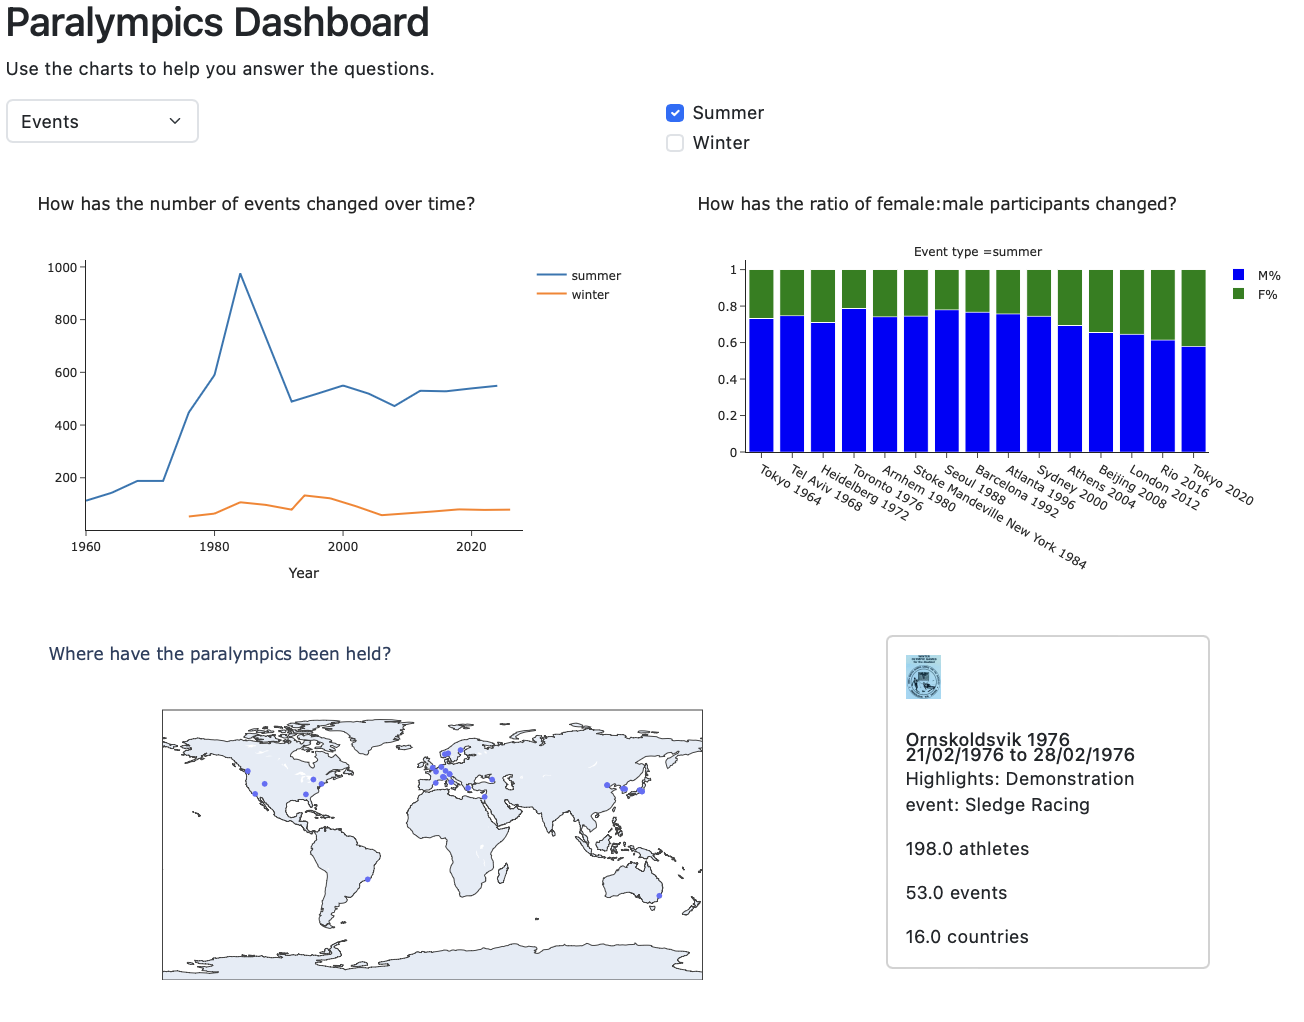 Paralympics Dashboard
Use the charts to help you answer the questions.
Events
Summer
Winter
How has the number of events changed over time?
1000
800
600
400
200
1960
1980
2000
2020
Year
summer
winter
How has the ratio of female:male participants changed?
Event type =summer
1
0.8
0.6
0.4
0.2
0
Tokyo 1964
Tel Aviv 1968
Heidelberg 1972
Toronto 1976
Arnhem 1980
Stoke Mandeville New York 1984
Seoul 1988
Barcelona 1992
Atlanta 1996
Sydney 2000
Athens 2004
Beijing 2008
London 2012
Rio 2016
Tokyo 2020
M%
F%
Where have the paralympics been held?
Ornskoldsvik 1976
21/02/1976 to 28/02/1976
Highlights: Demonstration
event: Sledge Racing
198.0 athletes
53.0 events
16.0 countries